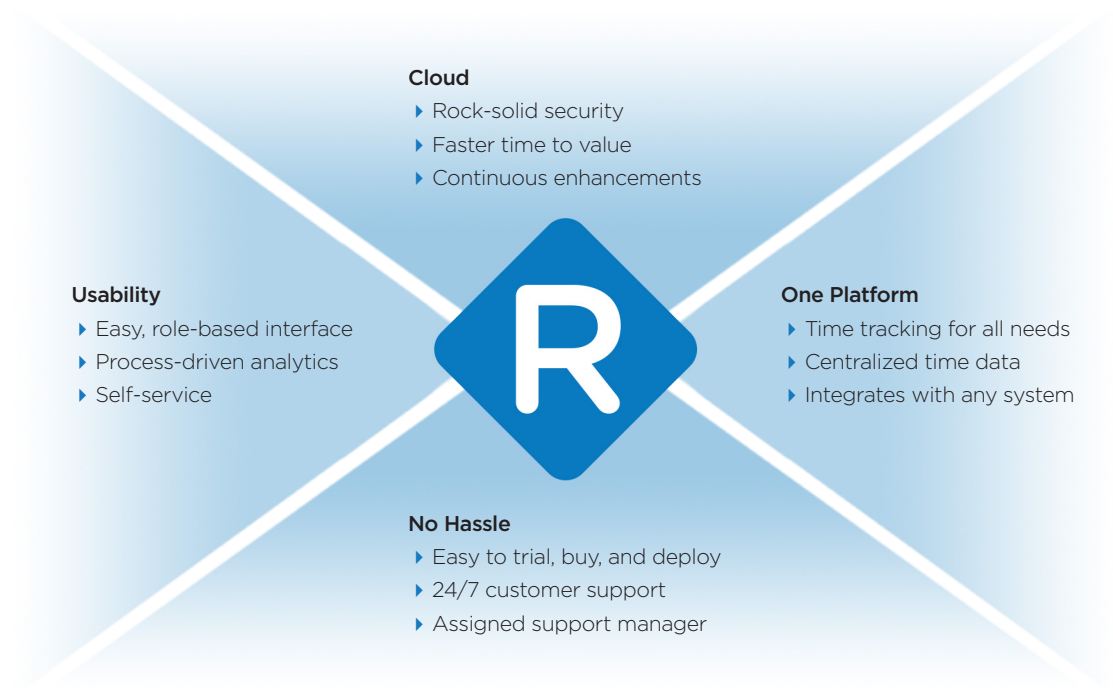 Cloud
Rock-solid security
Faster time to value
Continuous enhancements
Usability
Easy, role-based interface
Process-driven analytics
Self-service
R
One Platform
Time tracking for all needs
Centralized time data
Integrates with any system
No Hassle
Easy to trial, buy, and deploy
24/7 customer support
Assigned support manager